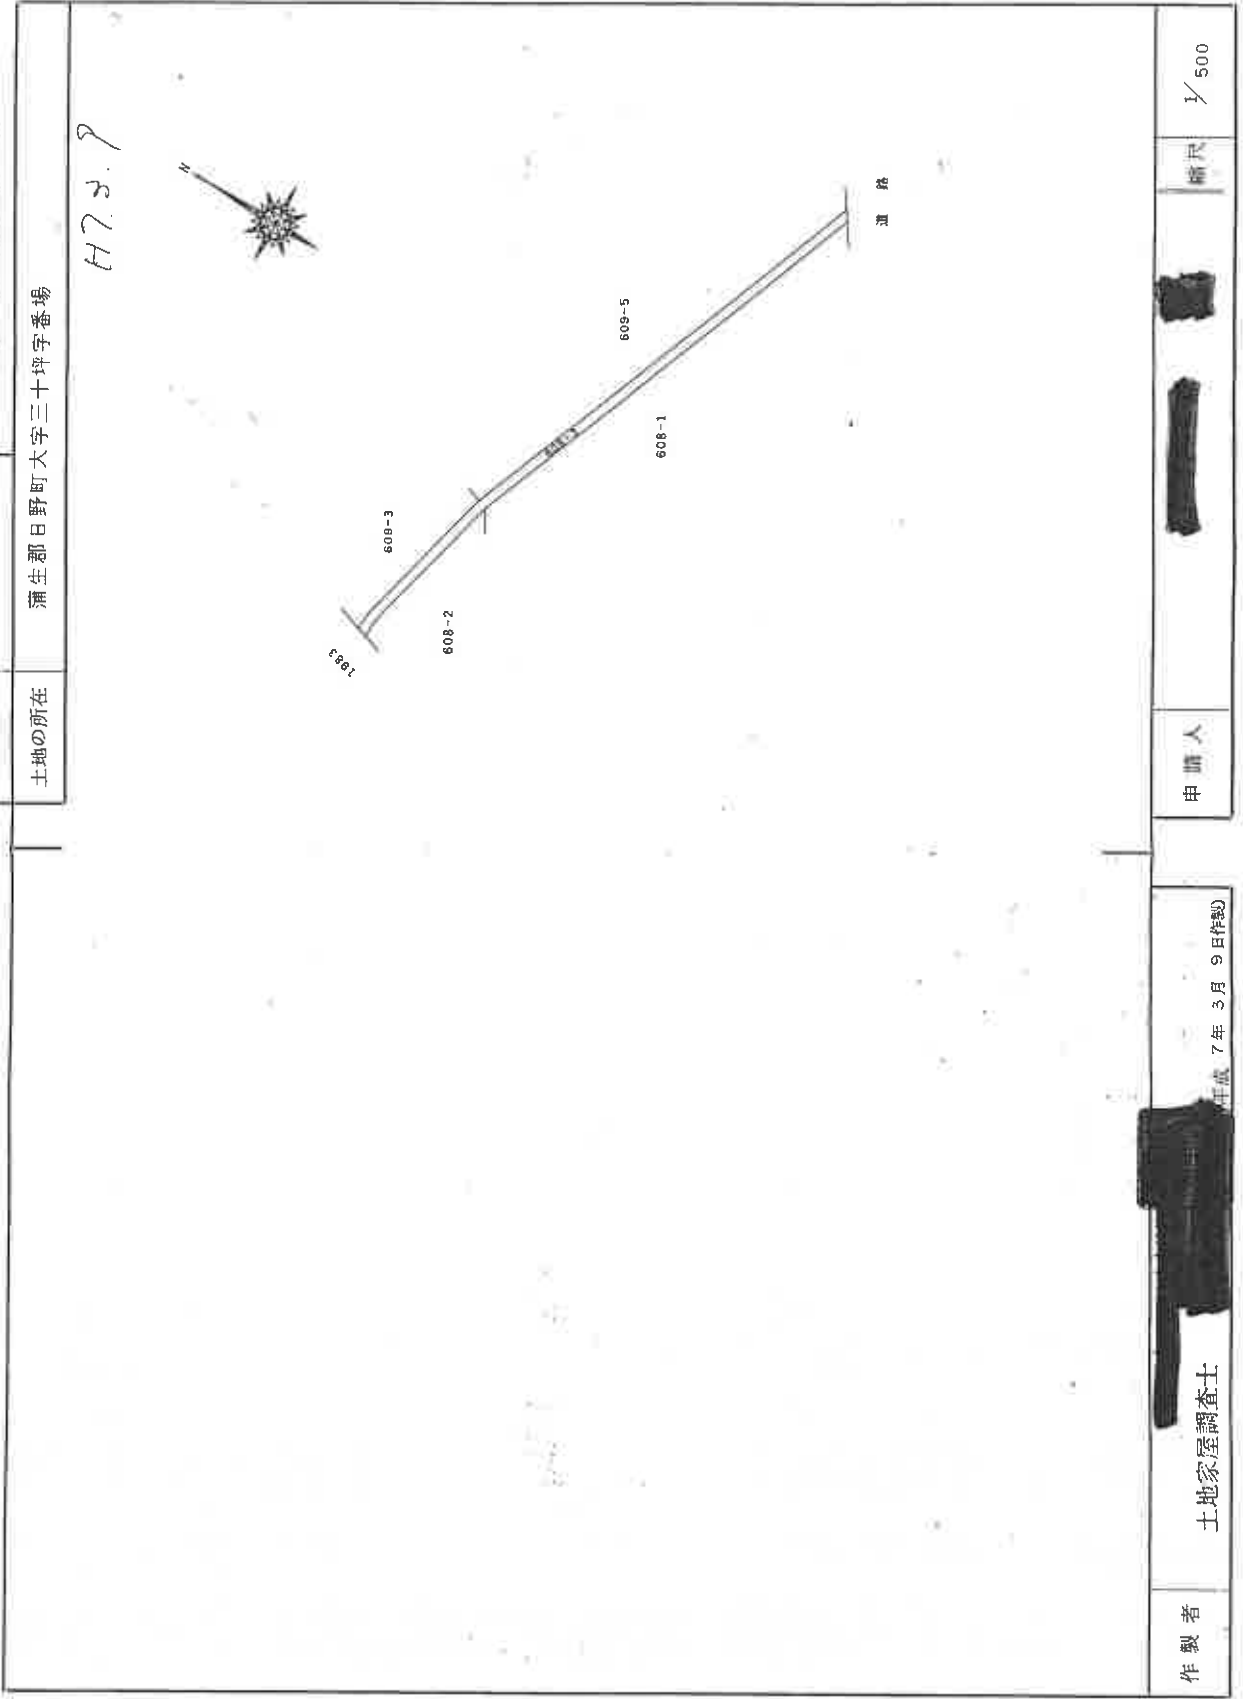 土地の所在 蒲生郡日野町大字三十坪字番場
H7.3.9
N
1983
609-3
608-2
609-5
608-1
道路
作製者 土地家屋調査士
平成 7年 3月 9日作製)
申請人
縮尺 1/500